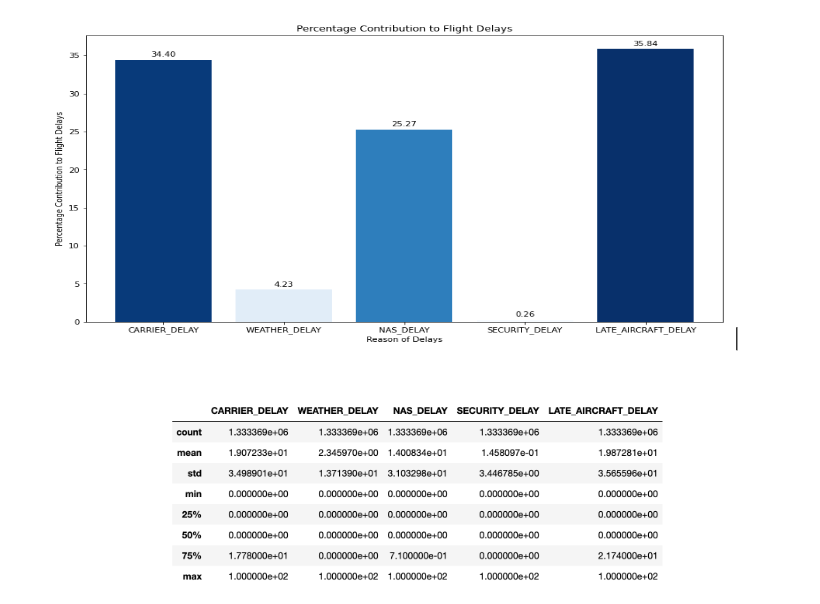 Percentage Contribution to Flight Delays
Percentage Contribution to Flight Delays
35
30
25
20
15
10
5
0
34.40
4.23
25.27
0.26
35.84
CARRIER_DELAY WEATHER_DELAY NAS_DELAY SECURITY_DELAY LATE_AIRCRAFT_DELAY
Reason of Delays
CARRIER_DELAY WEATHER_DELAY NAS_DELAY SECURITY_DELAY LATE_AIRCRAFT_DELAY
count 1.333369e+06 1.333369e+06 1.333369e+06 1.333369e+06 1.333369e+06
mean 1.907233e+01 2.345970e+00 1.400834e+01 1.458097e-01 1.987281e+01
std 3.498901e+01 1.371390e+01 3.103298e+01 3.446785e+00 3.565596e+01
min 0.000000e+00 0.000000e+00 0.000000e+00 0.000000e+00 0.000000e+00
25% 0.000000e+00 0.000000e+00 0.000000e+00 0.000000e+00 0.000000e+00
50% 0.000000e+00 0.000000e+00 0.000000e+00 0.000000e+00 0.000000e+00
75% 1.778000e+01 0.000000e+00 7.100000e-01 0.000000e+00 2.174000e+01
max 1.000000e+02 1.000000e+02 1.000000e+02 1.000000e+02 1.000000e+02